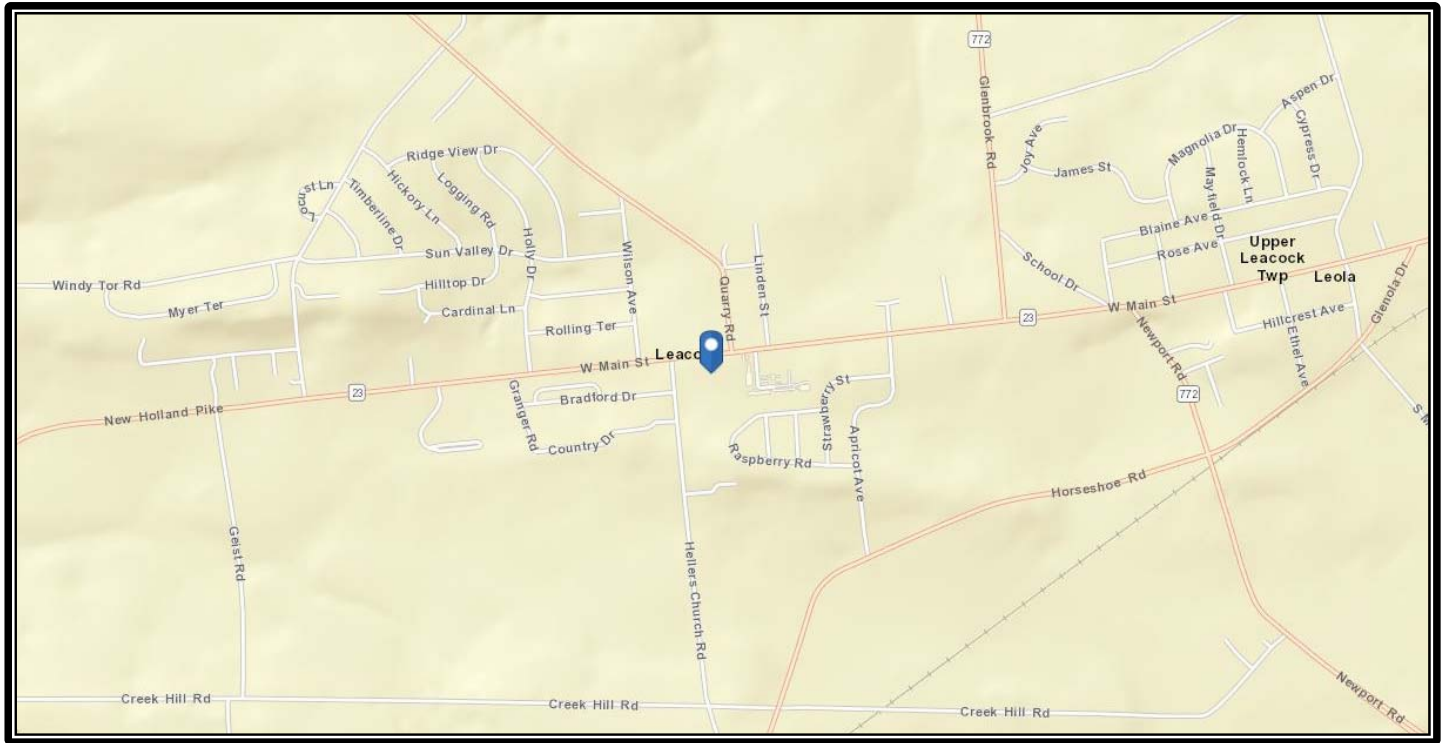 772
Glenbrook Rd
Aspen Dr
Cypress Dr
Magnolia Dr
Hemlock Ln
Mayfield Dr
Joy Ave
James St
Ridge View Dr
Locust Ln
Timberline Dr
Hickory Ln
Logging Rd
Holly Dr
Wilson Ave
Sun Valley Dr
Blaine Ave
Rose Ave
Upper
Leacock
Twp
Leola
School Dr
Linden St
Quarry Rd
Windy Tor Rd
Hilltop Dr
Myer Ter
Cardinal Ln
Rolling Ter
W Main St
Hillcrest Ave
Glenola Dr
23
Newport Rd
Ethel Ave
Leaco
W Main St
23
New Holland Pike
Granger Rd
Bradford Dr
Country Dr
Strawberry St
Apricot Ave
Raspberry Rd
772
S M
Horseshoe Rd
Geist Rd
Hellers Church Rd
Creek Hill Rd
Creek Hill Rd
Creek Hill Rd
Newport Rd